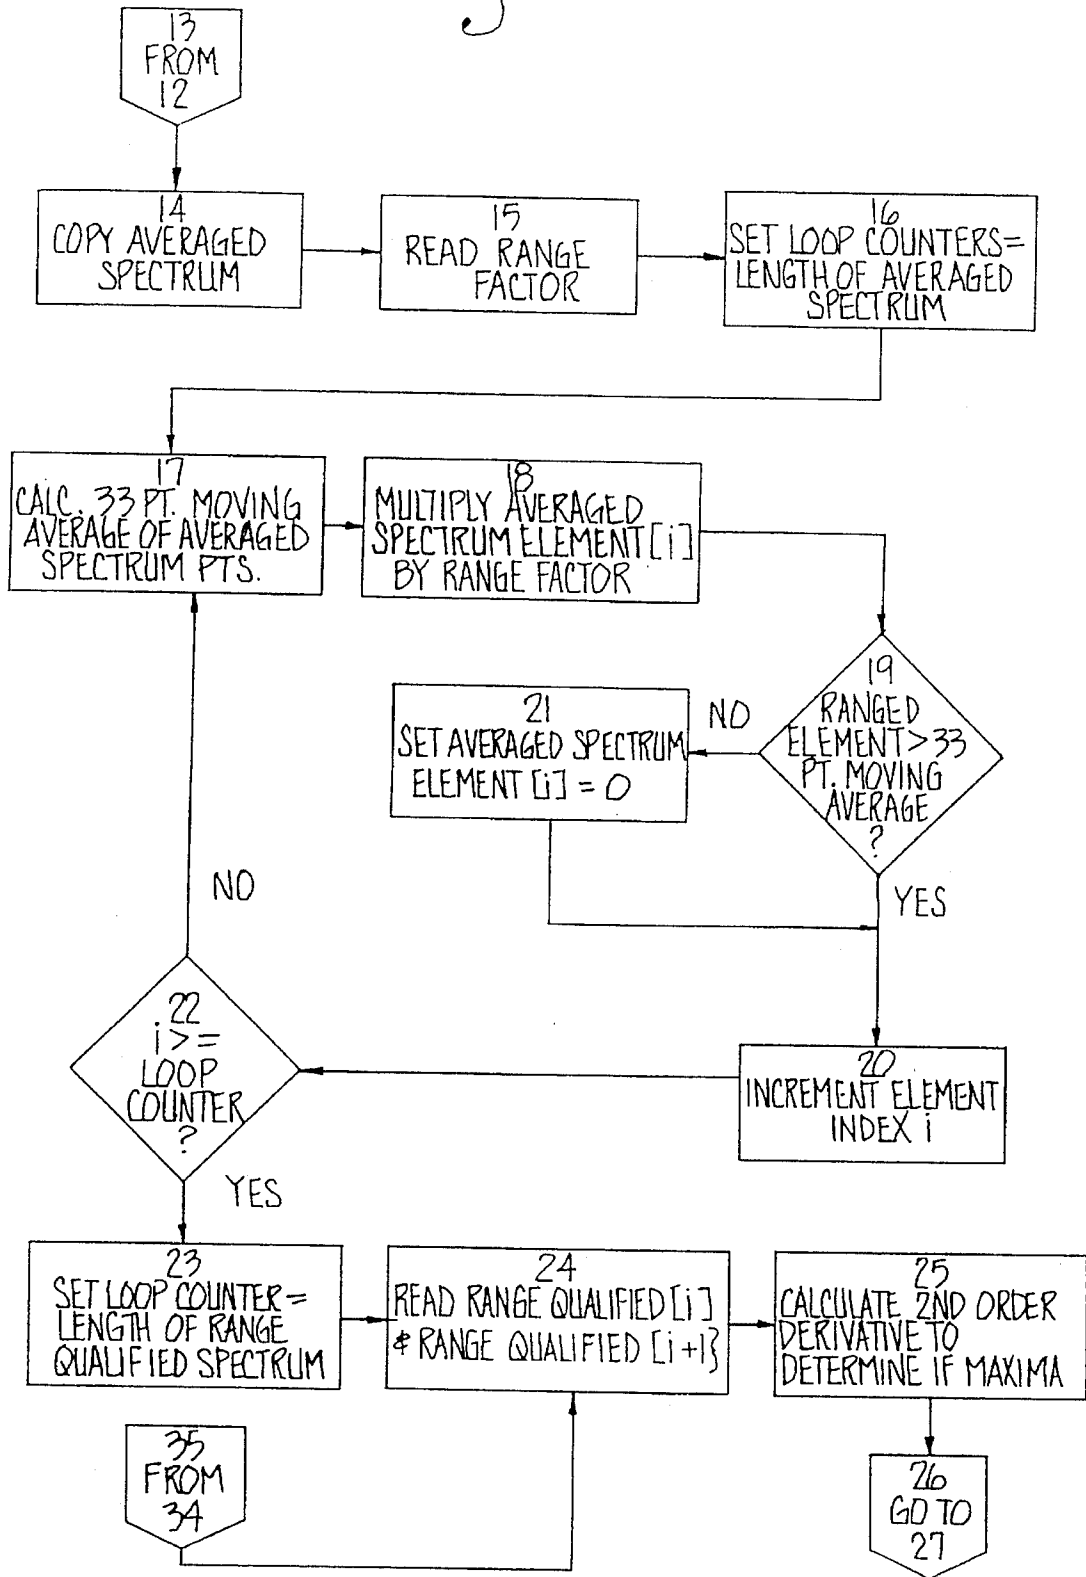 13
FROM
12
14
COPY AVERAGED
SPECTRUM
15
READ RANGE
FACTOR
16
SET LOOP COUNTERS=
LENGTH OF AVERAGED
SPECTRUM
17
CALC. 33 PT. MOVING
AVERAGE OF AVERAGED
SPECTRUM PTS.
18
MULTIPLY AVERAGED
SPECTRUM ELEMENT [i]
BY RANGE FACTOR
19
RANGED
ELEMENT > 33
PT. MOVING
AVERAGE
?
NO
21
SET AVERAGED SPECTRUM
ELEMENT [i] = 0
YES
NO
22
i > =
LOOP
COUNTER
?
20
INCREMENT ELEMENT
INDEX i
YES
23
SET LOOP COUNTER =
LENGTH OF RANGE
QUALIFIED SPECTRUM
24
READ RANGE QUALIFIED [i]
& RANGE QUALIFIED [i+1}
25
CALCULATE 2ND ORDER
DERIVATIVE TO
DETERMINE IF MAXIMA
35
FROM
34
26
GO TO
27